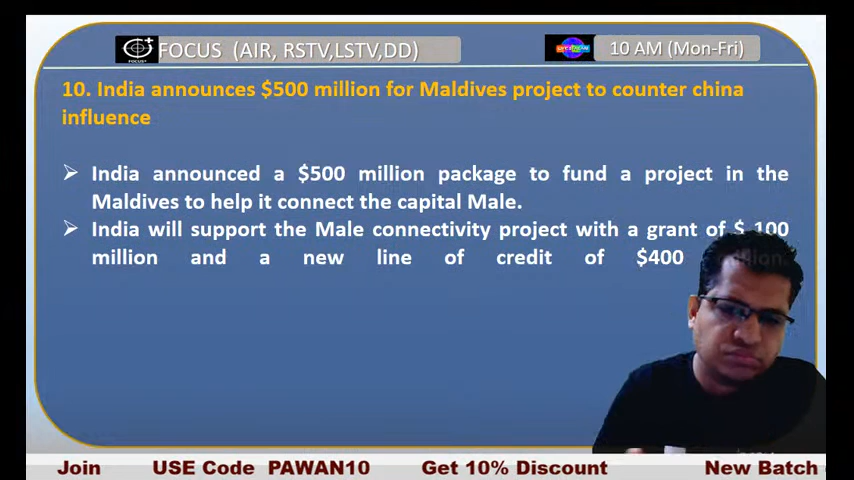 FOCUS (AIR, RSTV,LSTV,DD)
10 AM (Mon-Fri)
10. India announces $500 million for Maldives project to counter china
influence
➢ India announced a $500 million package to fund a project in the
Maldives to help it connect the capital Male.
➢ India will support the Male connectivity project with a grant of $ 100
million and a new line of credit of $400 million.
Join USE Code PAWAN10 Get 10% Discount New Batch